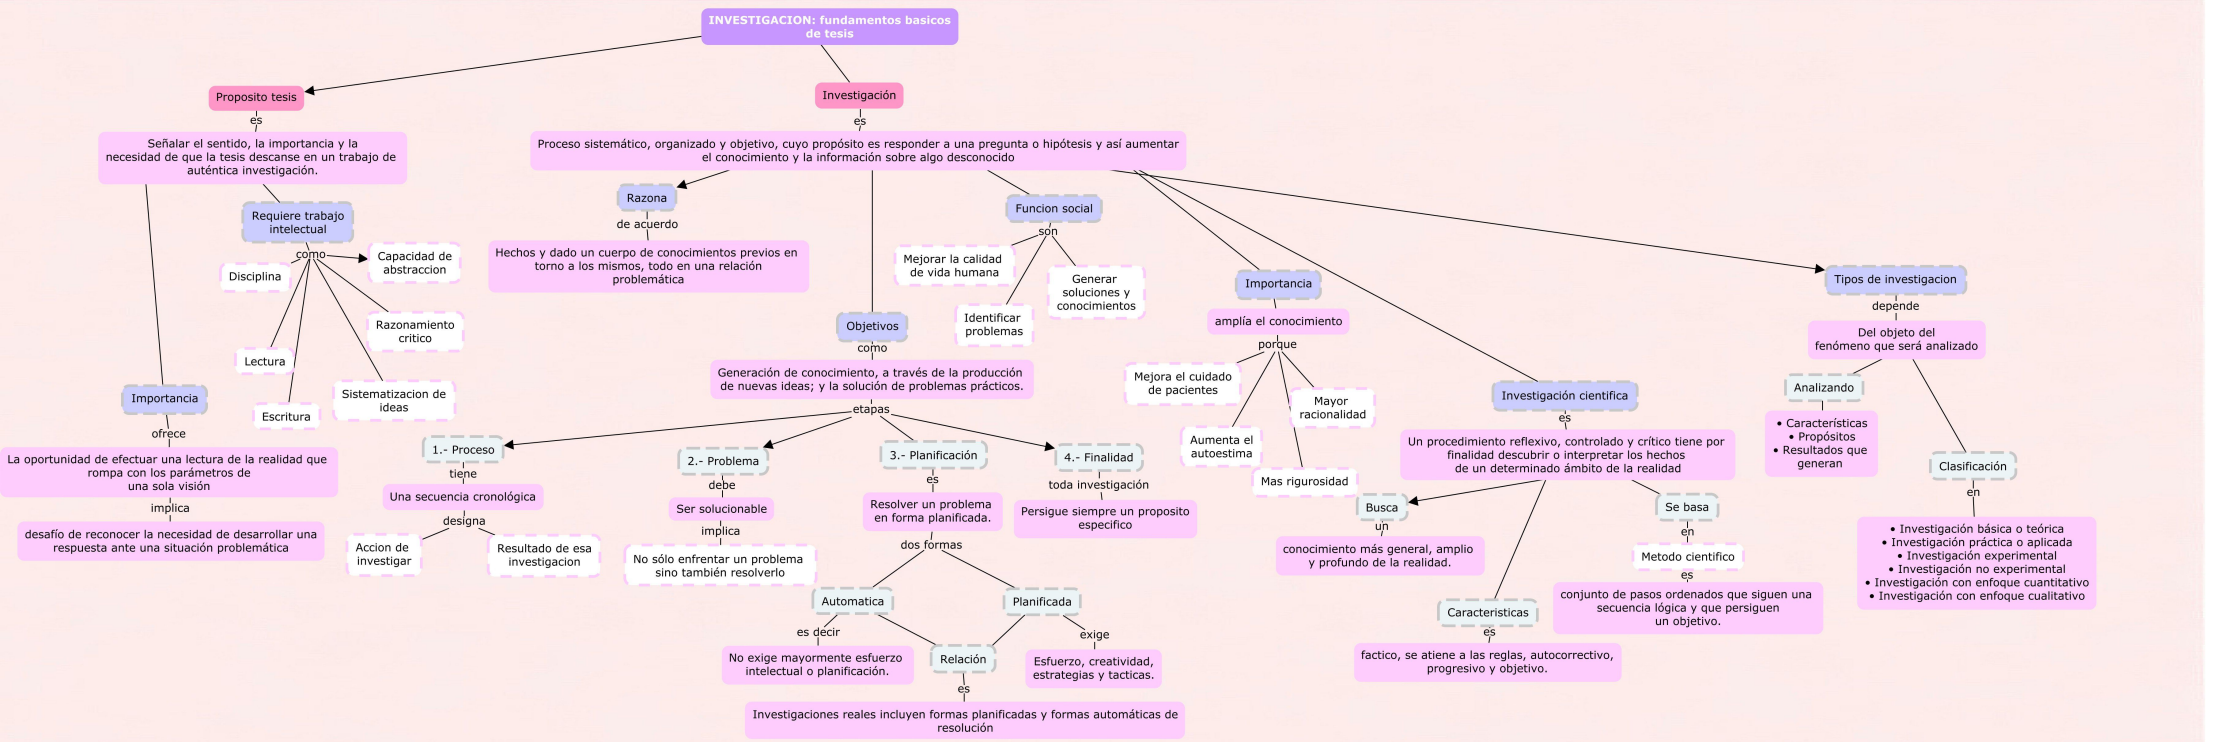 INVESTIGACION: fundamentos basicos
de tesis
Proposito tesis
es
Señalar el sentido, la importancia y la
necesidad de que la tesis descanse en un trabajo de
auténtica investigación.
Requiere trabajo
intelectual
como
Capacidad de
abstraccion
Disciplina
Razonamiento
critico
Lectura
Sistematizacion de
ideas
Escritura
Importancia
ofrece
La oportunidad de efectuar una lectura de la realidad que
rompa con los parámetros de
una sola visión
implica
desafío de reconocer la necesidad de desarrollar una
respuesta ante una situación problemática
Investigación
es
Proceso sistemático, organizado y objetivo, cuyo propósito es responder a una pregunta o hipótesis y así aumentar
el conocimiento y la información sobre algo desconocido
Razona
de acuerdo
Hechos y dado un cuerpo de conocimientos previos en
torno a los mismos, todo en una relación
problemática
Objetivos
como
Generación de conocimiento, a través de la producción
de nuevas ideas; y la solución de problemas prácticos.
etapas
1.- Proceso
tiene
Una secuencia cronológica
designa
Accion de
investigar
Resultado de esa
investigacion
2.- Problema
debe
Ser solucionable
implica
No sólo enfrentar un problema
sino también resolverlo
3.- Planificación
es
Resolver un problema
en forma planificada.
dos formas
Automatica
es decir
No exige mayormente esfuerzo
intelectual o planificación.
Planificada
exige
Esfuerzo, creatividad,
estrategias y tacticas.
Relación
es
Investigaciones reales incluyen formas planificadas y formas automáticas de
resolución
4.- Finalidad
toda investigación
Persigue siempre un proposito
especifico
Funcion social
son
Mejorar la calidad
de vida humana
Identificar
problemas
Generar
soluciones y
conocimientos
Importancia
amplía el conocimiento
porque
Mejora el cuidado
de pacientes
Aumenta el
autoestima
Mayor
racionalidad
Mas rigurosidad
Investigación cientifica
es
Un procedimiento reflexivo, controlado y crítico tiene por
finalidad descubrir o interpretar los hechos
de un determinado ámbito de la realidad
Busca
un
conocimiento más general, amplio
y profundo de la realidad.
Caracteristicas
es
factico, se atiene a las reglas, autocorrectivo,
progresivo y objetivo.
Se basa
en
Metodo cientifico
es
conjunto de pasos ordenados que siguen una
secuencia lógica y que persiguen
un objetivo.
Tipos de investigacion
depende
Del objeto del
fenómeno que será analizado
Analizando
• Características
• Propósitos
• Resultados que
generan
Clasificación
en
• Investigación básica o teórica
• Investigación práctica o aplicada
• Investigación experimental
• Investigación no experimental
• Investigación con enfoque cuantitativo
• Investigación con enfoque cualitativo